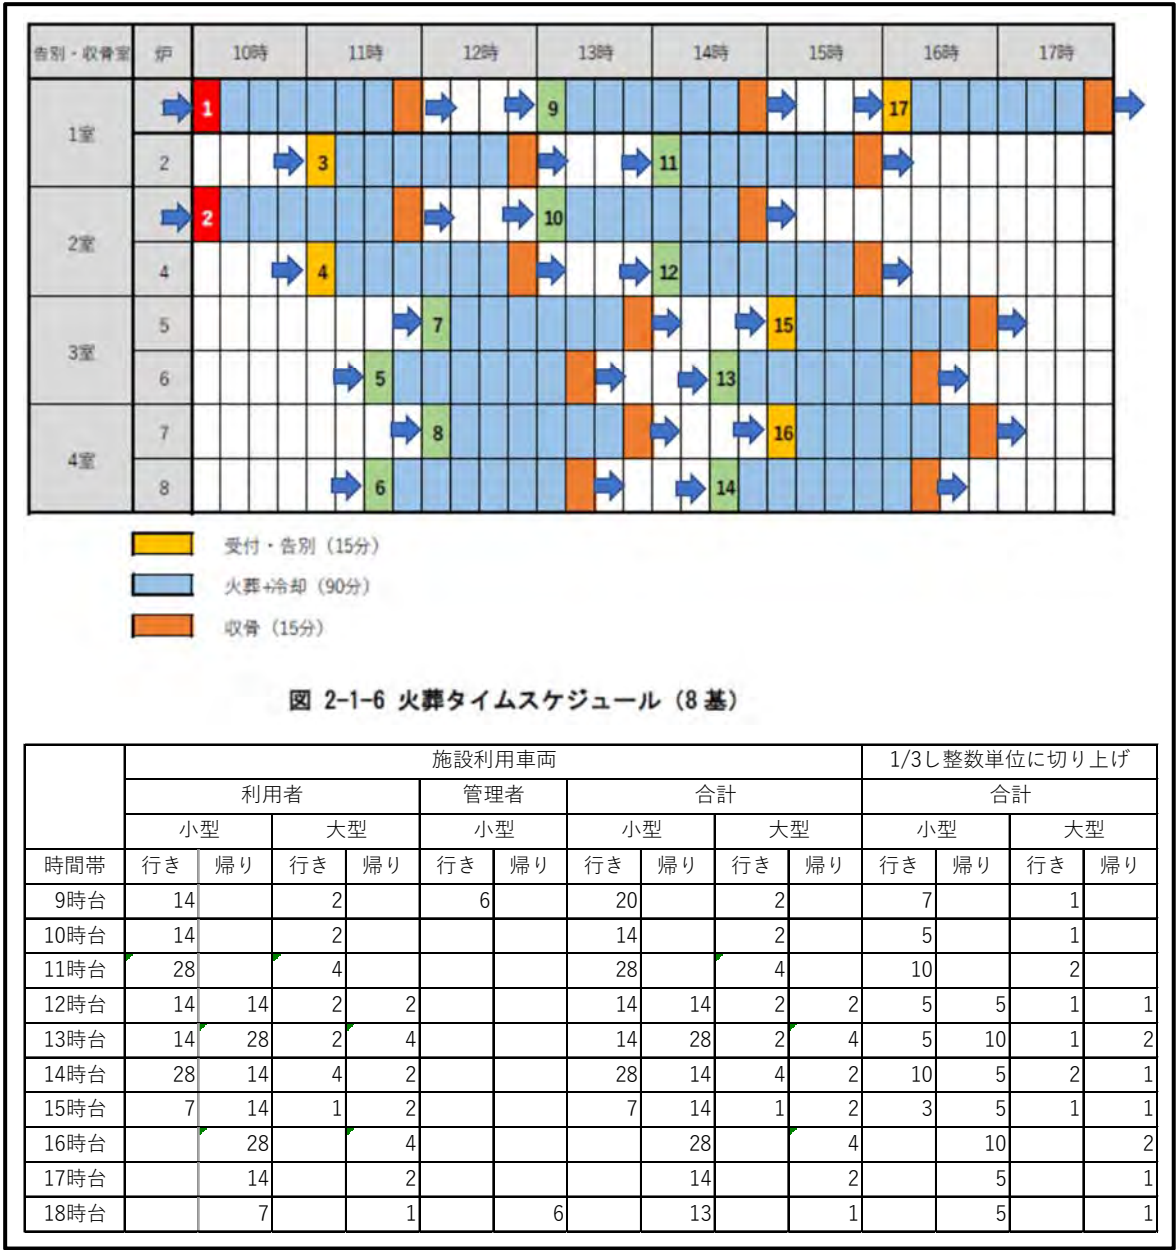 告別・収骨室 炉 10時 11時 12時 13時 14時 15時 16時 17時
1室 1 9 17
2 3 11
2室 2 10
4 4 12
3室 5 7 15
6 5 13
4室 7 8 16
8 6 14
受付・告別（15分）
火葬+冷却（90分）
収骨（15分）
図 2-1-6 火葬タイムスケジュール（8基）
施設利用車両 1/3し整数単位に切り上げ
利用者 管理者 合計 合計
小型 大型 小型 小型 大型 小型 大型
時間帯 行き 帰り 行き 帰り 行き 帰り 行き 帰り 行き 帰り 行き 帰り 行き 帰り
9時台 14 2 6 20 2 7 1
10時台 14 2 14 2 5 1
11時台 28 4 28 4 10 2
12時台 14 14 2 2 14 14 2 2 5 5 1 1
13時台 14 28 2 4 14 28 2 4 5 10 1 2
14時台 28 14 4 2 28 14 4 2 10 5 2 1
15時台 7 14 1 2 7 14 1 2 3 5 1 1
16時台 28 4 28 4 10 2
17時台 14 2 14 2 5 1
18時台 7 1 6 13 1 5 1